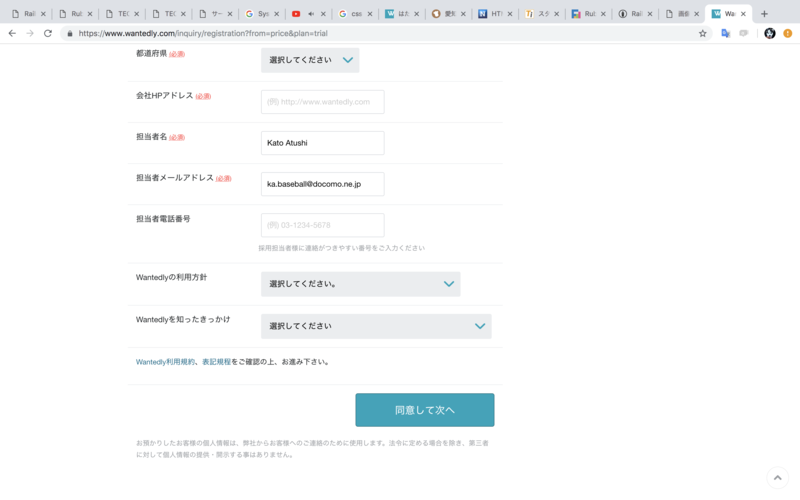 Rail
Rub
TEC
TEC
サー
Sys
css
はた
愛知
HTM
スク
Rub
Rail
画面
Wan
https://www.wantedly.com/inquiry/registration?from=price&plan=trial
都道府県 (必須)
選択してください
会社HPアドレス (必須)
(例) http://www.wantedly.com
担当者名 (必須)
Kato Atushi
担当者メールアドレス (必須)
ka.baseball@docomo.ne.jp
担当者電話番号
(例) 03-1234-5678
採用担当者様に連絡がつきやすい番号をご入力ください
Wantedlyの利用方針
選択してください。
Wantedlyを知ったきっかけ
選択してください
Wantedly利用規約、表記規程をご確認の上、お進み下さい。
同意して次へ
お預かりしたお客様の個人情報は、弊社からお客様へのご連絡のために使用します。法令に定める場合を除き、第三者
に対して個人情報の提供・開示する事はありません。